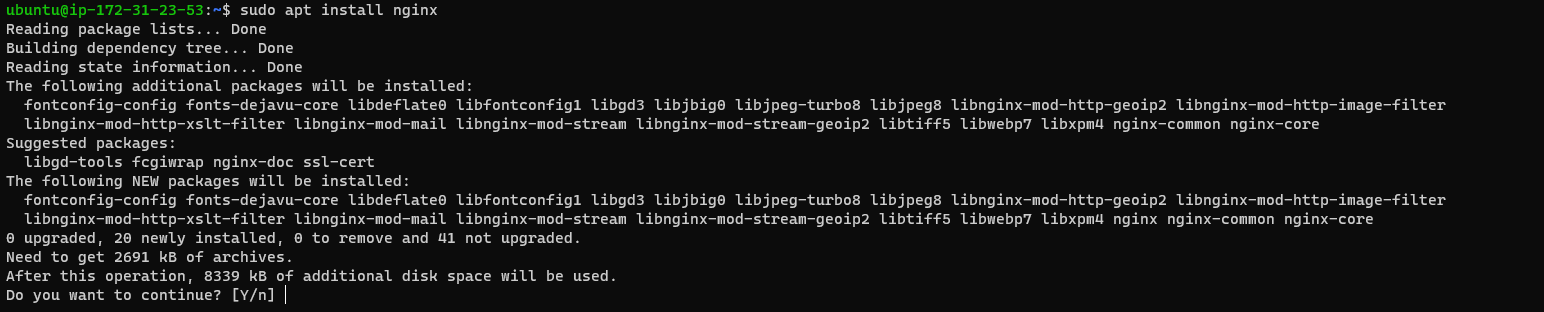 ubuntu@ip-172-31-23-53:~$ sudo apt install nginx
Reading package lists... Done
Building dependency tree... Done
Reading state information... Done
The following additional packages will be installed:
  fontconfig-config fonts-dejavu-core libdeflate0 libfontconfig1 libgd3 libjbig0 libjpeg-turbo8 libjpeg8 libnginx-mod-http-geoip2 libnginx-mod-http-image-filter
  libnginx-mod-http-xslt-filter libnginx-mod-mail libnginx-mod-stream libnginx-mod-stream-geoip2 libtiff5 libwebp7 libxpm4 nginx-common nginx-core
Suggested packages:
  libgd-tools fcgiwrap nginx-doc ssl-cert
The following NEW packages will be installed:
  fontconfig-config fonts-dejavu-core libdeflate0 libfontconfig1 libgd3 libjbig0 libjpeg-turbo8 libjpeg8 libnginx-mod-http-geoip2 libnginx-mod-http-image-filter
  libnginx-mod-http-xslt-filter libnginx-mod-mail libnginx-mod-stream libnginx-mod-stream-geoip2 libtiff5 libwebp7 libxpm4 nginx nginx-common nginx-core
0 upgraded, 20 newly installed, 0 to remove and 41 not upgraded.
Need to get 2691 kB of archives.
After this operation, 8339 kB of additional disk space will be used.
Do you want to continue? [Y/n]